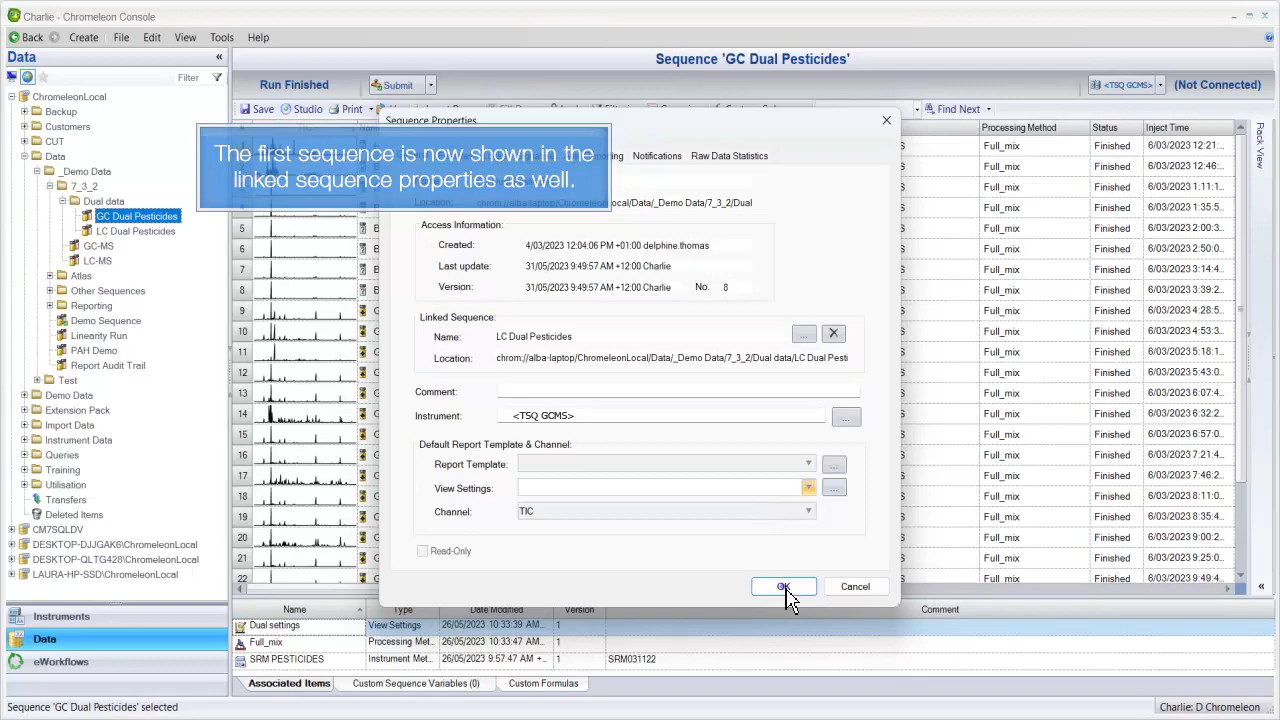 Charlie - Chromeleon Console
Back Create File Edit View Tools Help
Data «
Filter
ChromeleonLocal
Backup
Customers
CUT
Data
_Demo Data
7_3_2
Dual data
GC Dual Pesticides
LC Dual Pesticides
GC-MS
LC-MS
Atlas
Other Sequences
Reporting
Demo Sequence
Linearity Run
PAH Demo
Report Audit Trail
Test
Demo Data
Extension Pack
Import Data
Instrument Data
Queries
Training
Utilisation
Transfers
Deleted Items
CM7SQLDV
DESKTOP-DJJGAK6\ChromeleonLocal
DESKTOP-QLTG428\ChromeleonLocal
LAURA-HP-SSD\ChromeleonLocal
Instruments
Data
eWorkflows
Sequence 'GC Dual Pesticides'
Run Finished Submit <TSQ GCMS> (Not Connected)
Save Studio Print Find Next
Processing Method Status Inject Time
Full_mix Finished 6/03/2023 12:21:
Full_mix Finished 6/03/2023 12:46:
Full_mix Finished 6/03/2023 1:11:1
Full_mix Finished 6/03/2023 1:35:5
5 Full_mix Finished 6/03/2023 2:00:3
6 Full_mix Finished 6/03/2023 2:50:0
7 Full_mix Finished 6/03/2023 3:14:4
8 Full_mix Finished 6/03/2023 3:39:2
9 Full_mix Finished 6/03/2023 4:28:5
10 Full_mix Finished 6/03/2023 4:53:3
11 Full_mix Finished 6/03/2023 5:18:1
12 Full_mix Finished 6/03/2023 5:43:0
13 Full_mix Finished 6/03/2023 6:07:4
14 Full_mix Finished 6/03/2023 6:32:2
15 Full_mix Finished 6/03/2023 6:57:0
16 Full_mix Finished 6/03/2023 7:21:4
17 Full_mix Finished 6/03/2023 7:46:2
18 Full_mix Finished 6/03/2023 8:11:0
19 Full_mix Finished 6/03/2023 8:35:4
20 Full_mix Finished 6/03/2023 9:00:2
21 Full_mix Finished 6/03/2023 9:25:0
22 Full_mix Finished 6/03/2023 9:49:4
Rack View
«
Sequence Properties
Notifications Raw Data Statistics
The first sequence is now shown in the
linked sequence properties as well.
Location: chrom://alba-laptop/ChromeleonLocal/Data/_Demo Data/7_3_2/Dual
Access Information:
Created: 4/03/2023 12:04:06 PM +01:00 delphine.thomas
Last update: 31/05/2023 9:49:57 AM +12:00 Charlie
Version: 31/05/2023 9:49:57 AM +12:00 Charlie No. 8
Linked Sequence:
Name: LC Dual Pesticides ...
Location: chrom://alba-laptop/ChromeleonLocal/Data/_Demo Data/7_3_2/Dual data/LC Dual Pesti
Comment:
Instrument: <TSQ GCMS> ...
Default Report Template & Channel:
Report Template: ...
View Settings: ...
Channel: TIC
Read-Only
OK Cancel
Name Type Date Modified Version Comment
Dual settings View Settings 26/05/2023 10:33:39 AM... 1
Full_mix Processing Met... 26/05/2023 10:33:47 AM... 1
SRM PESTICIDES Instrument Met... 26/05/2023 9:57:47 AM +... 1 SRM031122
Associated Items Custom Sequence Variables (0) Custom Formulas
Sequence 'GC Dual Pesticides' selected Charlie: D Chromeleon